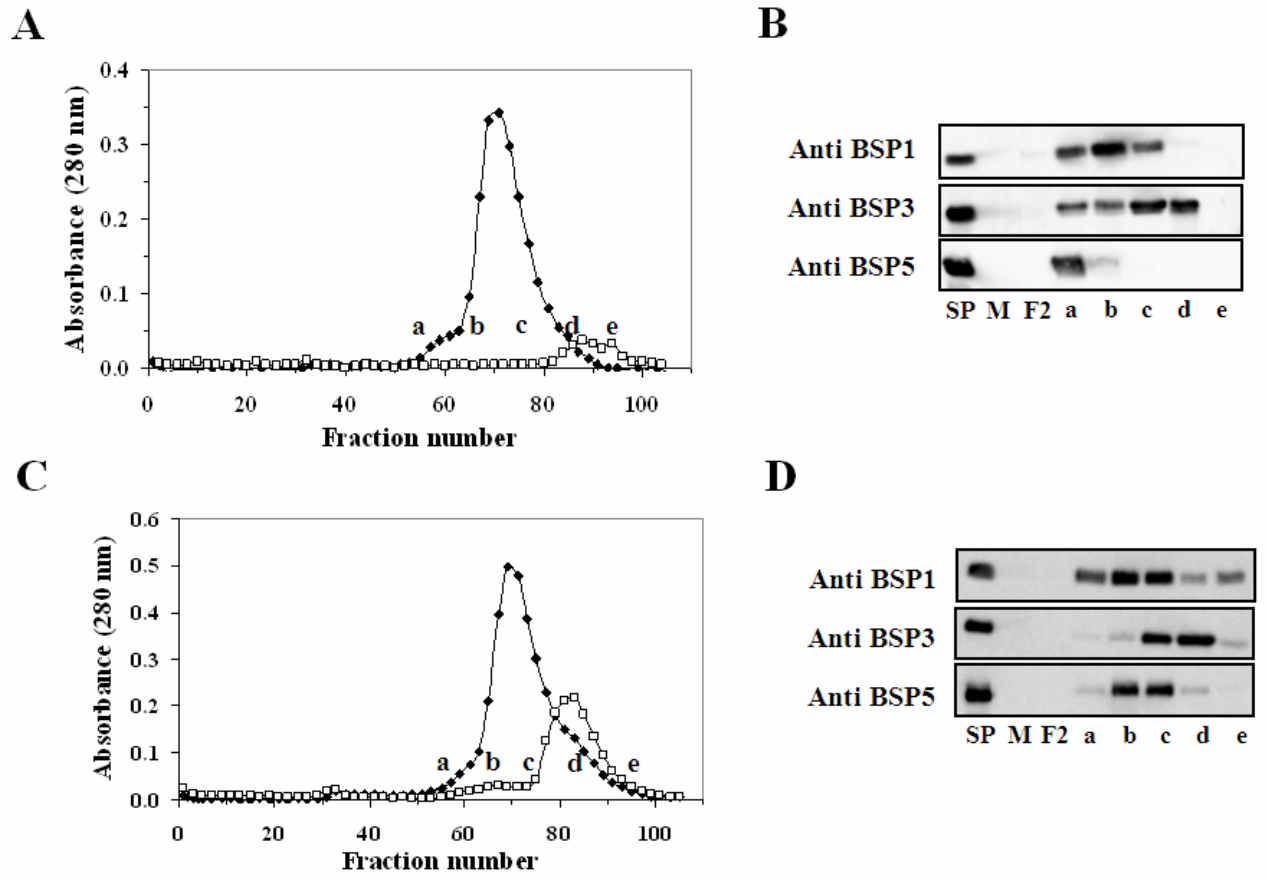 A
Absorbance (280 nm)
0.4
0.3
0.2
0.1
0.0
a b c d e
0 20 40 60 80 100
Fraction number
B
Anti BSP1
Anti BSP3
Anti BSP5
SP M F2 a b c d e
C
Absorbance (280 nm)
0.6
0.5
0.4
0.3
0.2
0.1
0.0
a b c d e
0 20 40 60 80 100
Fraction number
D
Anti BSP1
Anti BSP3
Anti BSP5
SP M F2 a b c d e